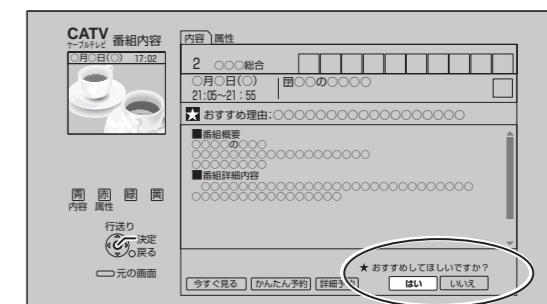 CATV
ケーブルテレビ 番組内容
○月○日(○) 17:02
内容 属性
2 ○○○総合
○月○日(○)
21:05~21:55
団○○の○○○○
★ おすすめ理由:○○○○○○○○○○○○○○○○○
■番組概要
○○○○の○○○
○○○○○○○○○○○○○○○○○○
○○○○○○○○
■番組詳細内容
○○○○○○○○○○○○○○○○○○○○○○○○○○○
○○○○○○○○○○○○○○○
青 赤 緑 黄
内容 属性
行送り
決定
戻る
元の画面
★ おすすめしてほしいですか?
今すぐ見る かんたん予約 詳細予約 はい いいえ